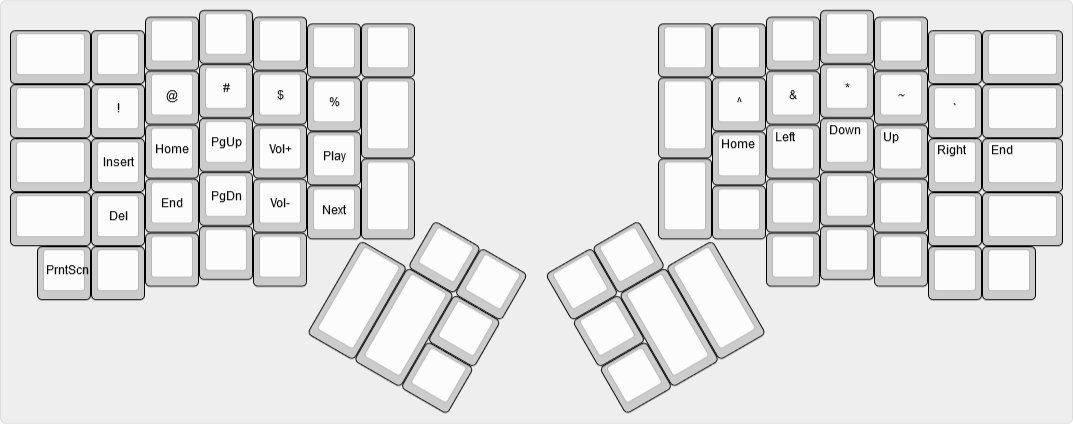 ! @ # $ %
^ & * ~ `
Insert Home PgUp Vol+ Play
Home Left Down Up Right End
Del End PgDn Vol- Next
PrntScn